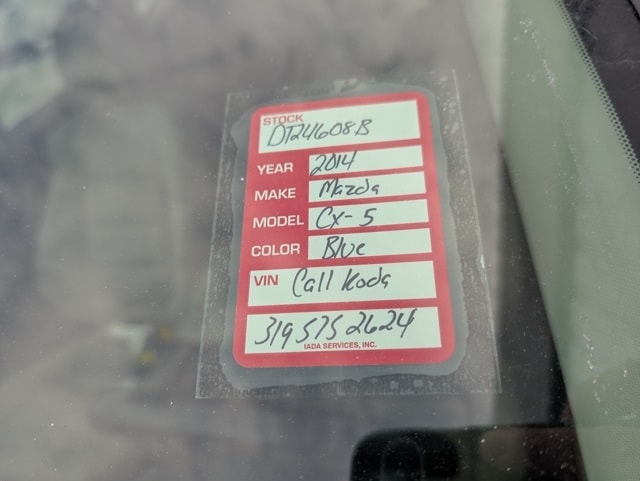 STOCK
DT24608B
YEAR 2014
MAKE Mazda
MODEL CX-5
COLOR Blue
VIN Call Koda
319 575 2624
IADA SERVICES, INC.